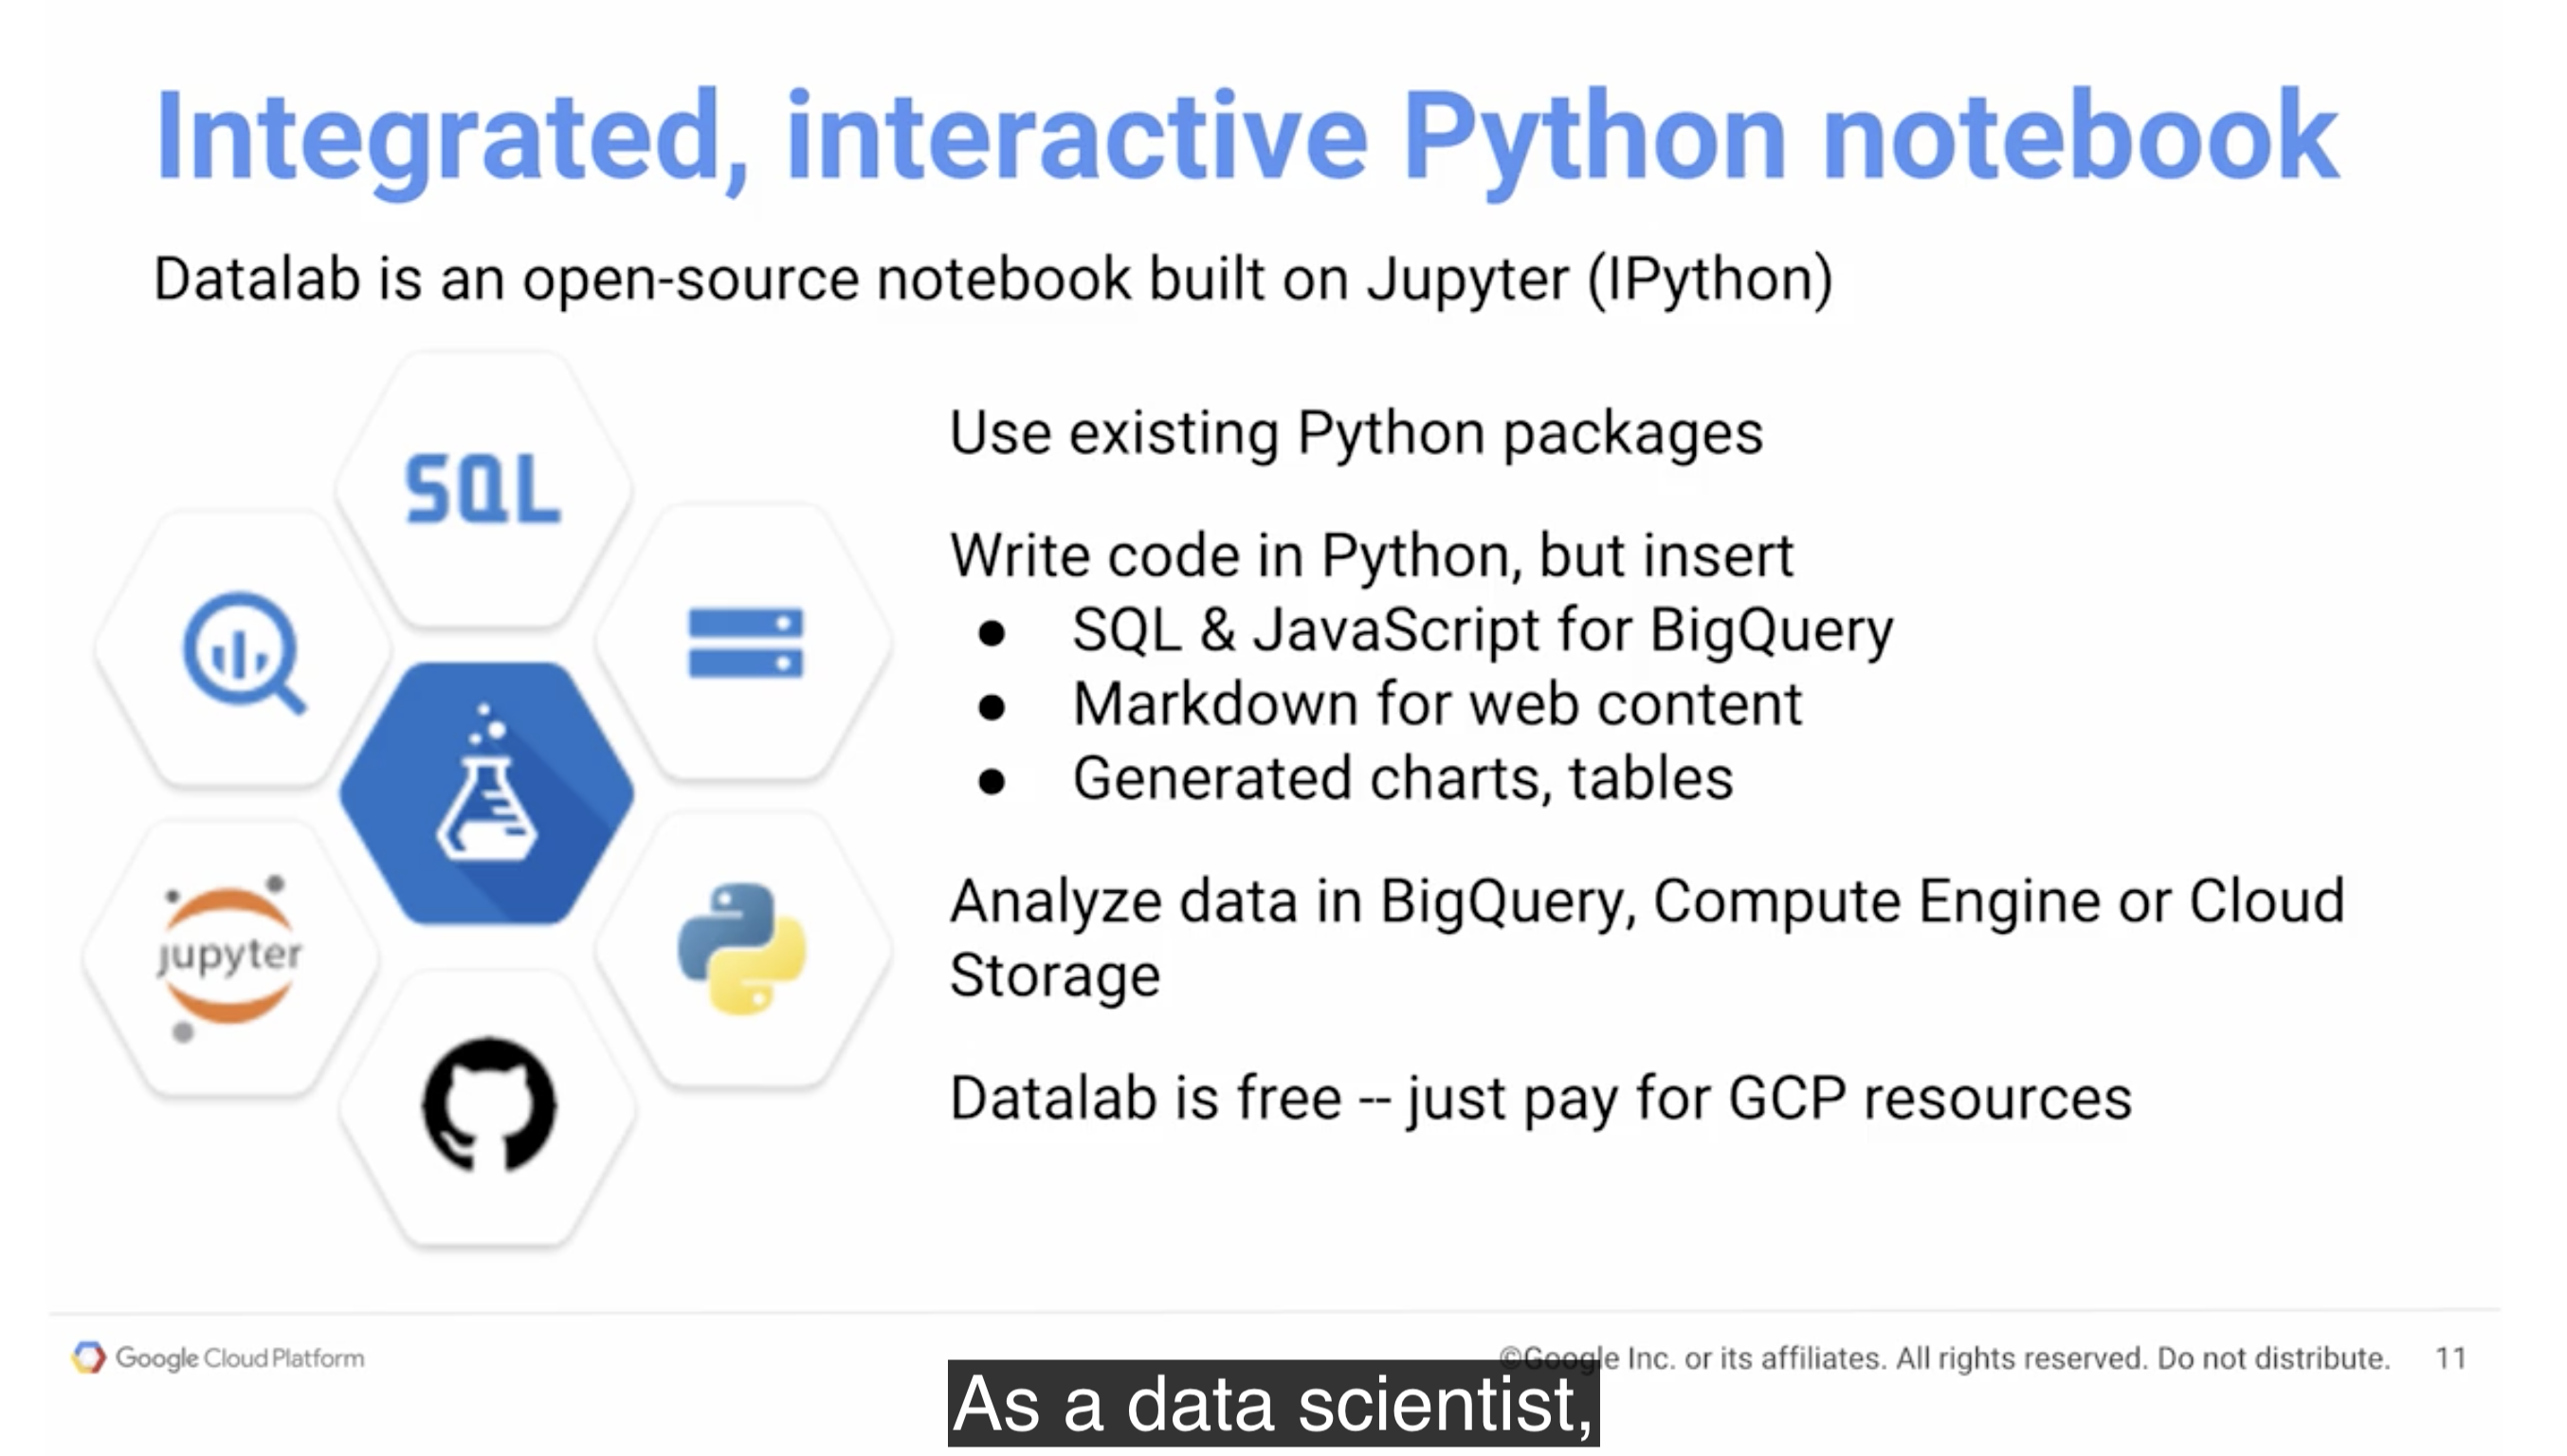 Integrated, interactive Python notebook
Datalab is an open-source notebook built on Jupyter (IPython)
SQL
jupyter
Use existing Python packages
Write code in Python, but insert
● SQL & JavaScript for BigQuery
● Markdown for web content
● Generated charts, tables
Analyze data in BigQuery, Compute Engine or Cloud
Storage
Datalab is free -- just pay for GCP resources
Google Cloud Platform
©Google Inc. or its affiliates. All rights reserved. Do not distribute. 11
As a data scientist,